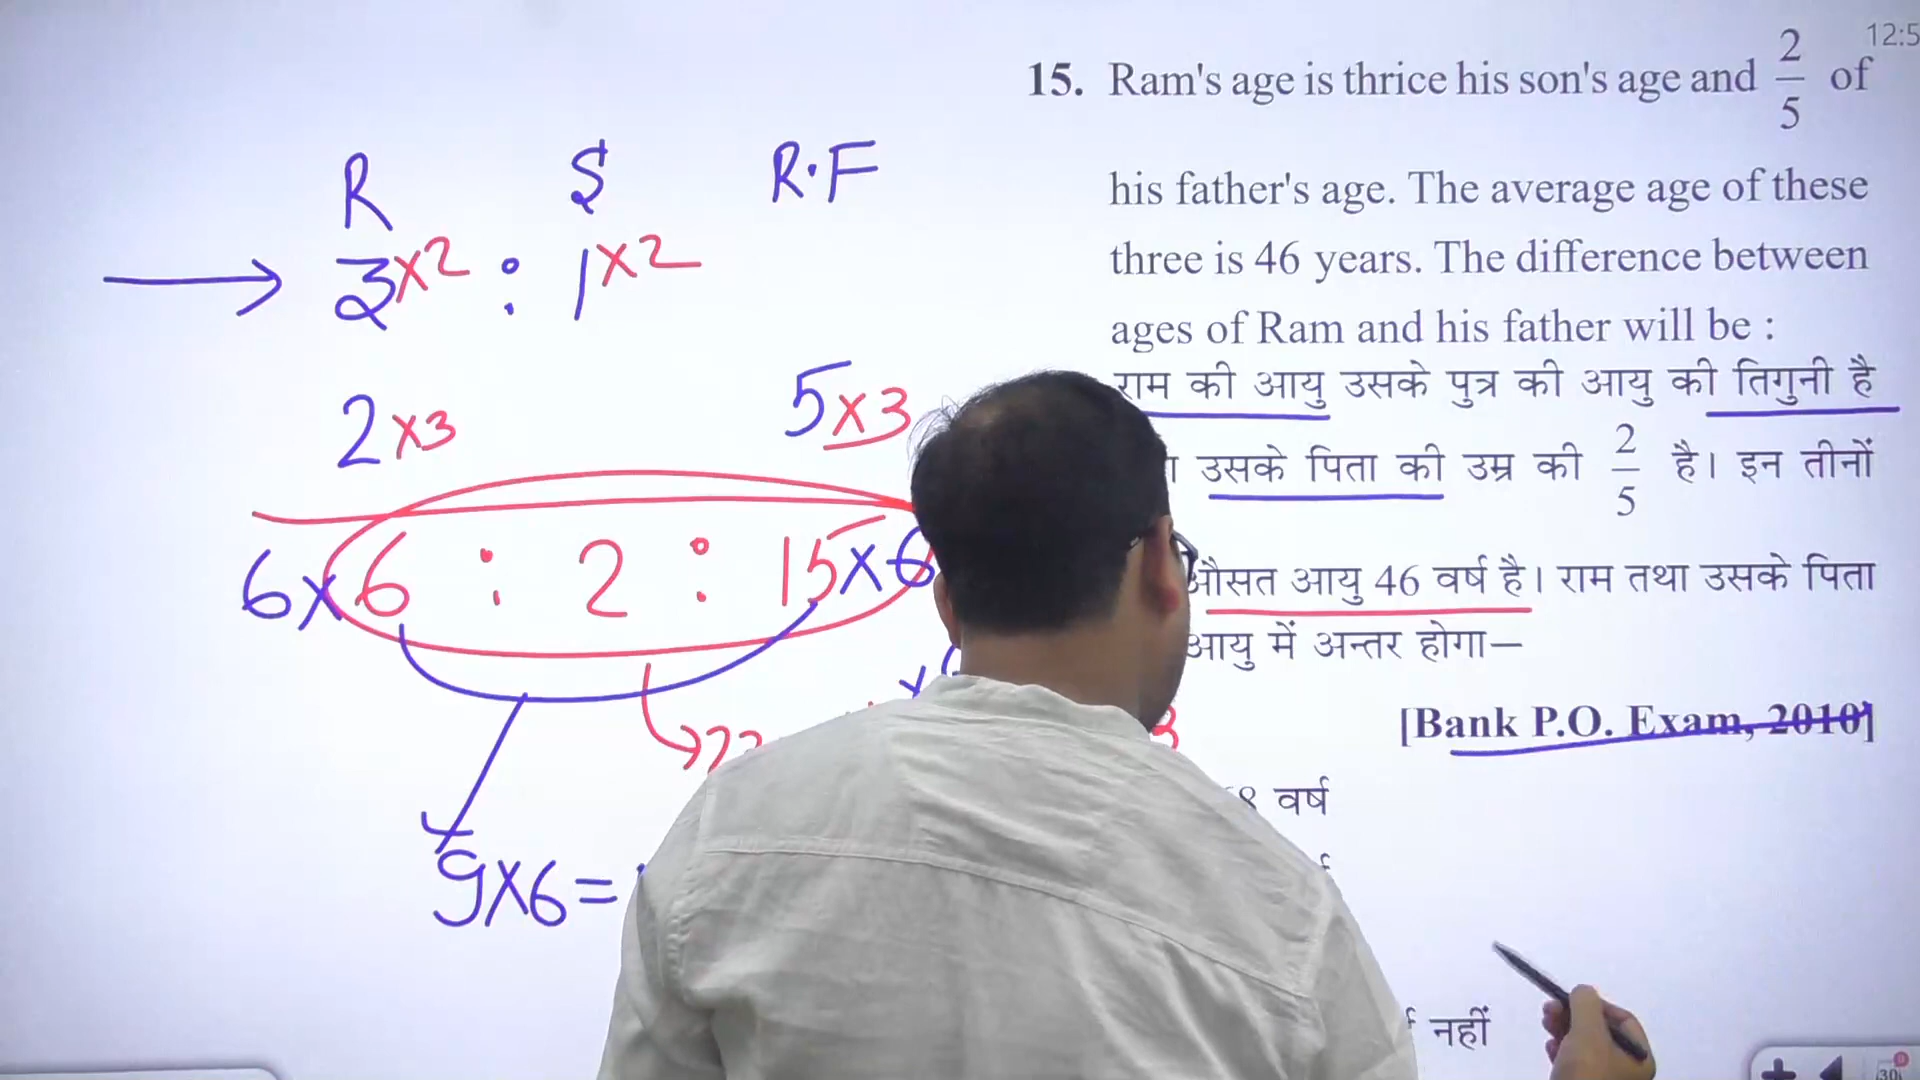 12:5
15. Ram's age is thrice his son's age and 2/5 of
his father's age. The average age of these
three is 46 years. The difference between
ages of Ram and his father will be :
राम की आयु उसके पुत्र की आयु की तिगुनी है
उसके पिता की उम्र की 2/5 है। इन तीनों
औसत आयु 46 वर्ष है। राम तथा उसके पिता
आयु में अन्तर होगा—
[Bank P.O. Exam, 2010]
8 वर्ष
नहीं
R S R.F
3×2 : 1×2
2×3 5×3
6×6 : 2 : 15×6
9×6=
30